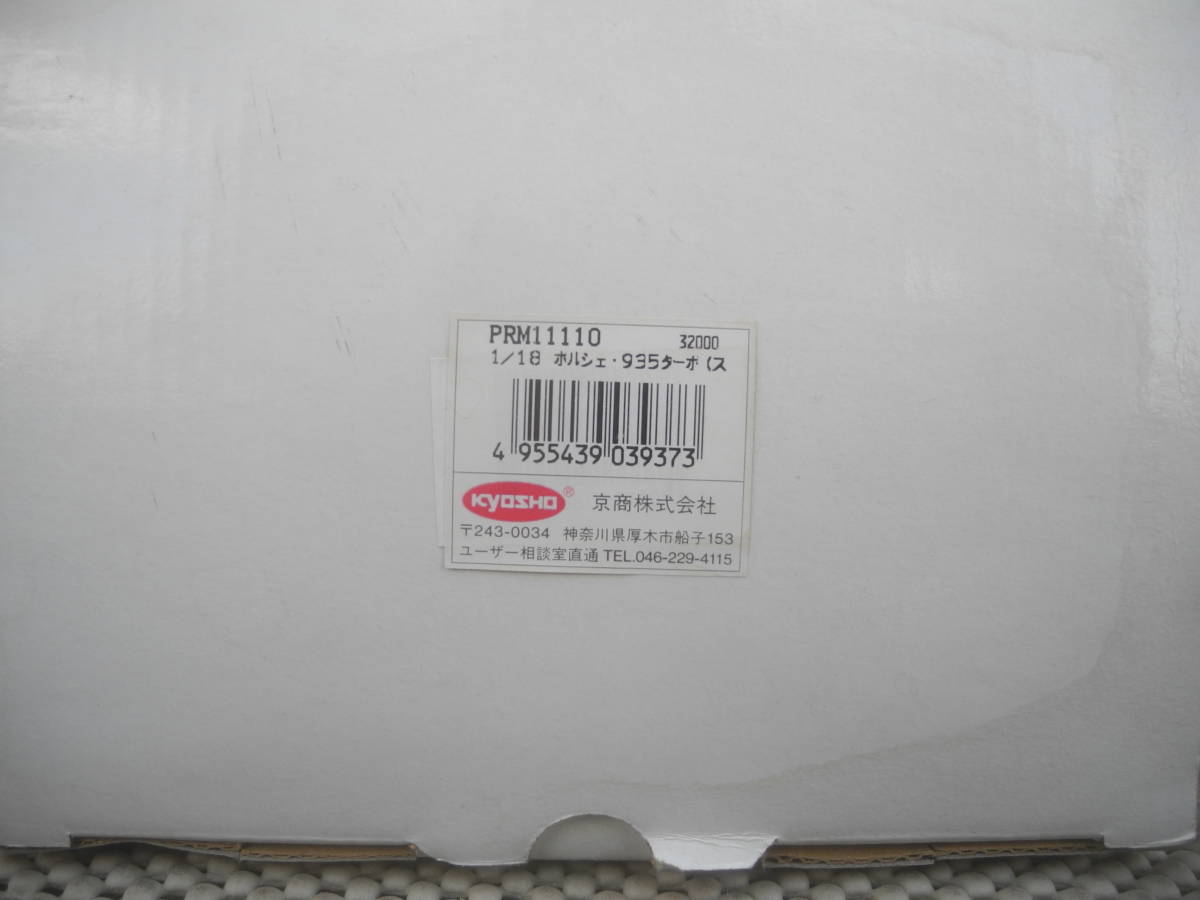 PRM11110 32000
1/18 ホルシェ・935ターボ(ス
4 955439 039373
KYOSHO® 京商株式会社
〒243-0034 神奈川県厚木市船子153
ユーザー相談室直通 TEL.046-229-4115